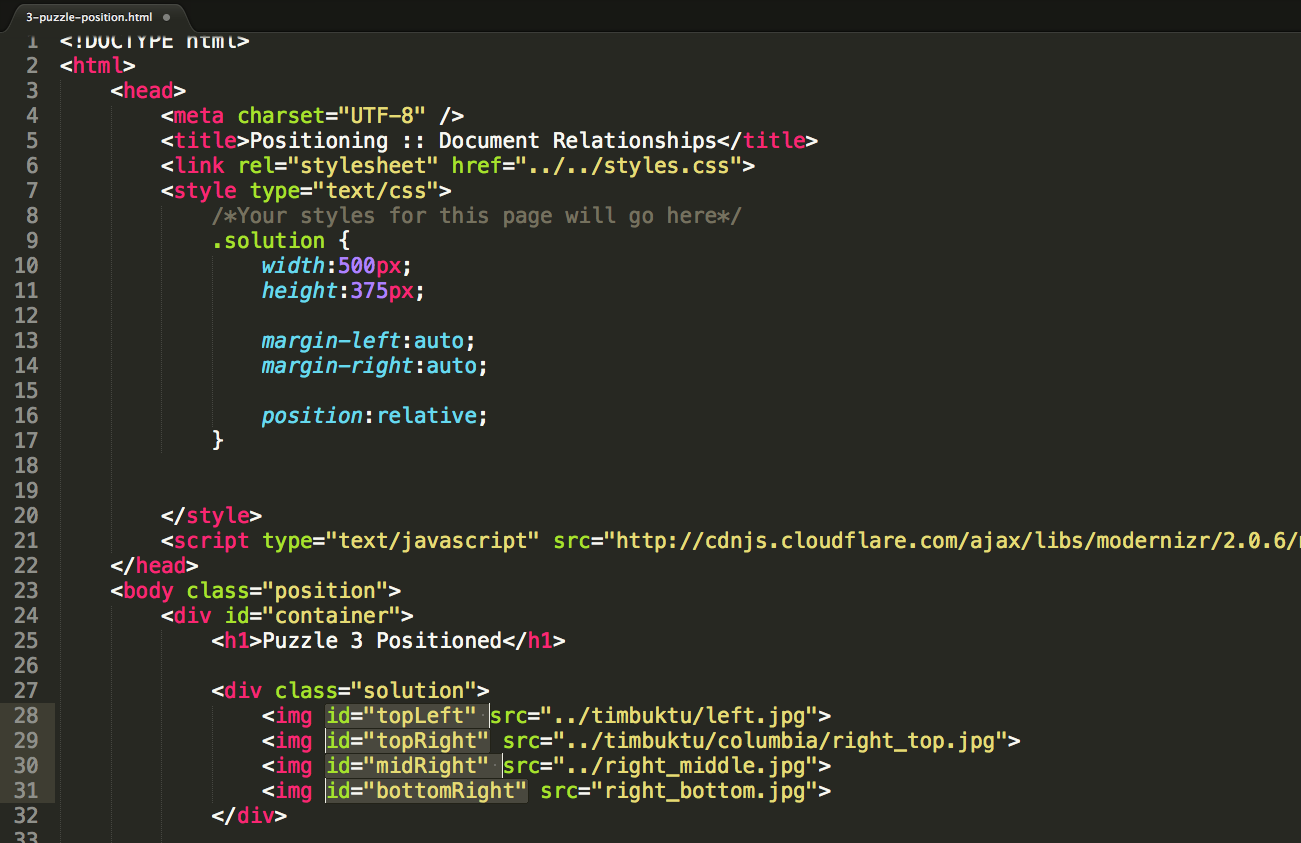 3-puzzle-position.html
1 <!DOCTYPE html>
2 <html>
3 <head>
4 <meta charset="UTF-8" />
5 <title>Positioning :: Document Relationships</title>
6 <link rel="stylesheet" href="../../styles.css">
7 <style type="text/css">
8 /*Your styles for this page will go here*/
9 .solution {
10 width:500px;
11 height:375px;
12
13 margin-left:auto;
14 margin-right:auto;
15
16 position:relative;
17 }
18
19
20 </style>
21 <script type="text/javascript" src="http://cdnjs.cloudflare.com/ajax/libs/modernizr/2.0.6/
22 </head>
23 <body class="position">
24 <div id="container">
25 <h1>Puzzle 3 Positioned</h1>
26
27 <div class="solution">
28 <img id="topLeft" src="../timbuktu/left.jpg">
29 <img id="topRight" src="../timbuktu/columbia/right_top.jpg">
30 <img id="midRight" src="../right_middle.jpg">
31 <img id="bottomRight" src="right_bottom.jpg">
32 </div>
33